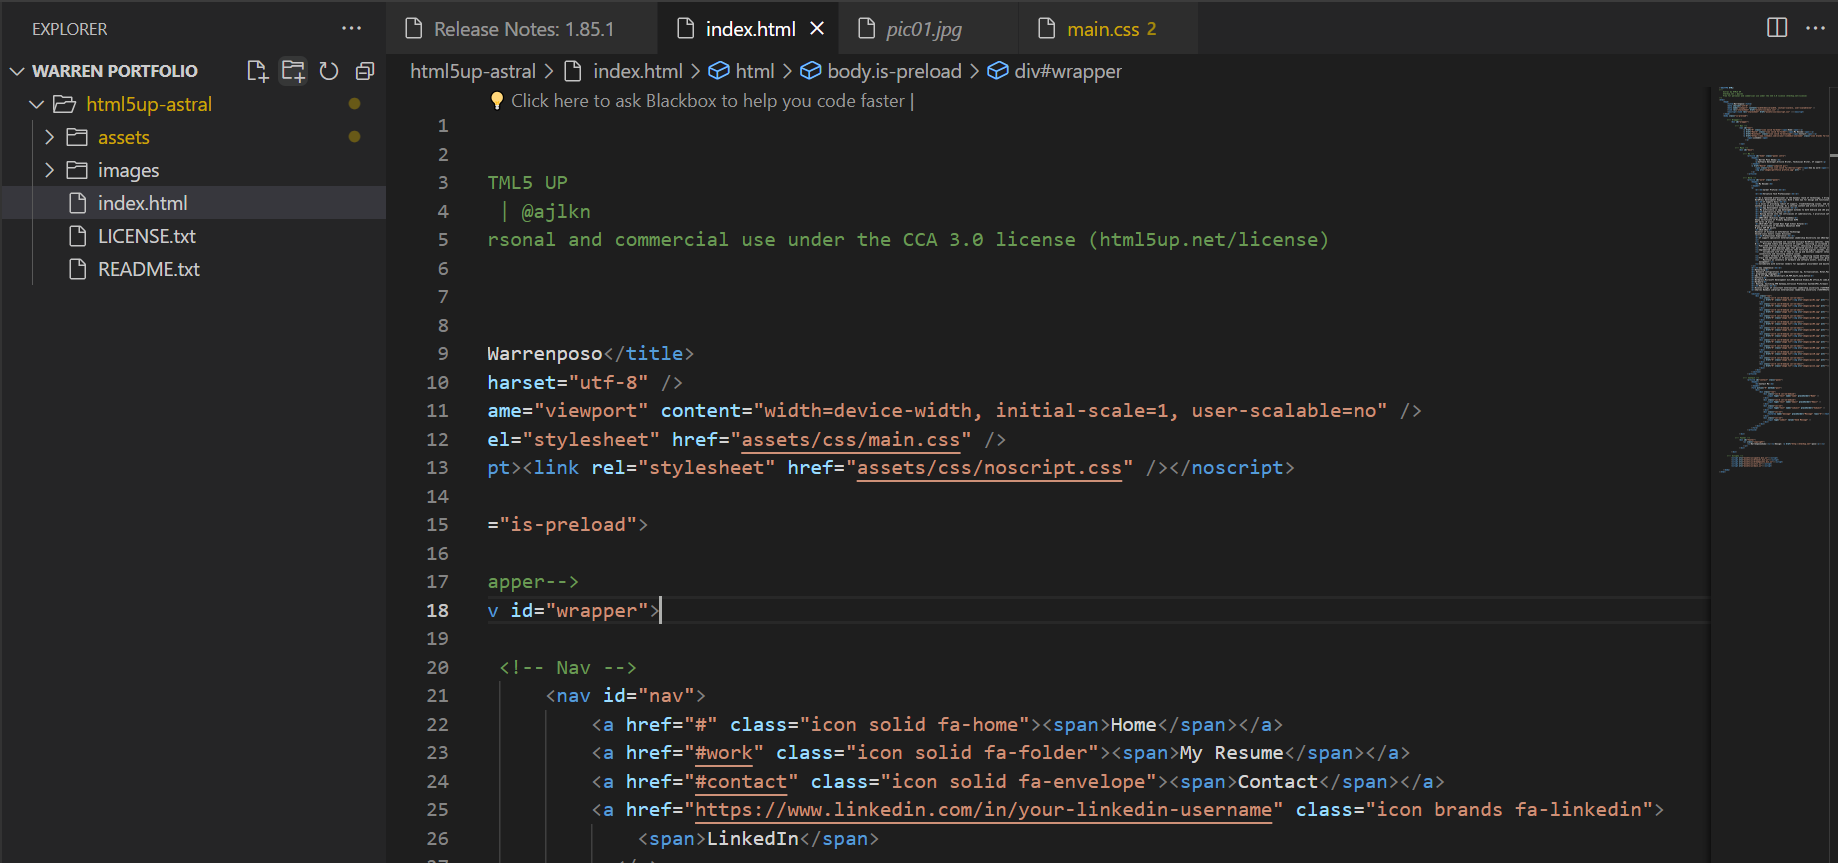 EXPLORER
Release Notes: 1.85.1
index.html
pic01.jpg
main.css 2
WARREN PORTFOLIO
html5up-astral > index.html > html > body.is-preload > div#wrapper
html5up-astral
assets
images
index.html
LICENSE.txt
README.txt
Click here to ask Blackbox to help you code faster |
1
2
3 TML5 UP
4 | @ajlkn
5 rsonal and commercial use under the CCA 3.0 license (html5up.net/license)
6
7
8
9 Warrenposo</title>
10 harset="utf-8" />
11 ame="viewport" content="width=device-width, initial-scale=1, user-scalable=no" />
12 el="stylesheet" href="assets/css/main.css" />
13 pt><link rel="stylesheet" href="assets/css/noscript.css" /></noscript>
14
15 ="is-preload">
16
17 apper-->
18 v id="wrapper">
19
20 <!-- Nav -->
21 <nav id="nav">
22 <a href="#" class="icon solid fa-home"><span>Home</span></a>
23 <a href="#work" class="icon solid fa-folder"><span>My Resume</span></a>
24 <a href="#contact" class="icon solid fa-envelope"><span>Contact</span></a>
25 <a href="https://www.linkedin.com/in/your-linkedin-username" class="icon brands fa-linkedin">
26 <span>LinkedIn</span>